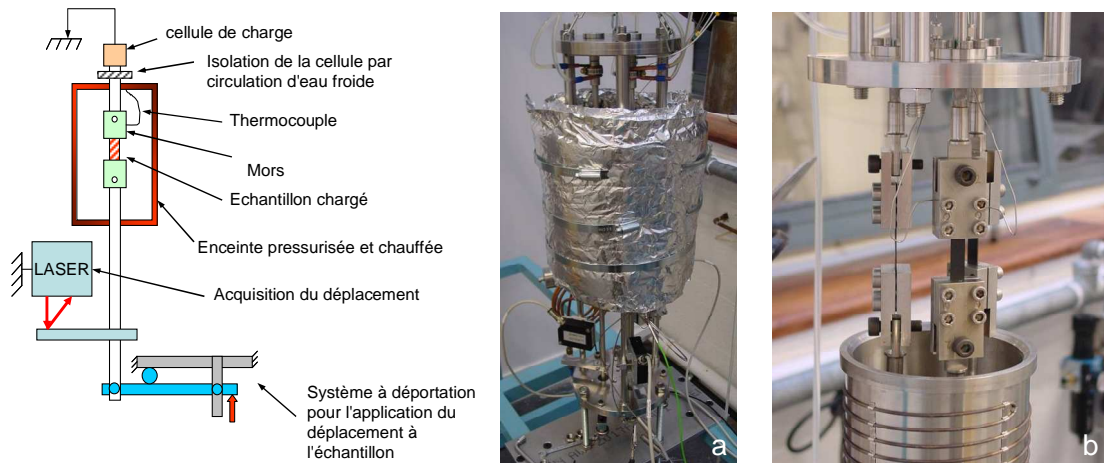 cellule de charge
Isolation de la cellule par
circulation d'eau froide
Thermocouple
Mors
Echantillon chargé
Enceinte pressurisée et chauffée
LASER
Acquisition du déplacement
Système à déportation
pour l'application du
déplacement à
l'échantillon
a
b